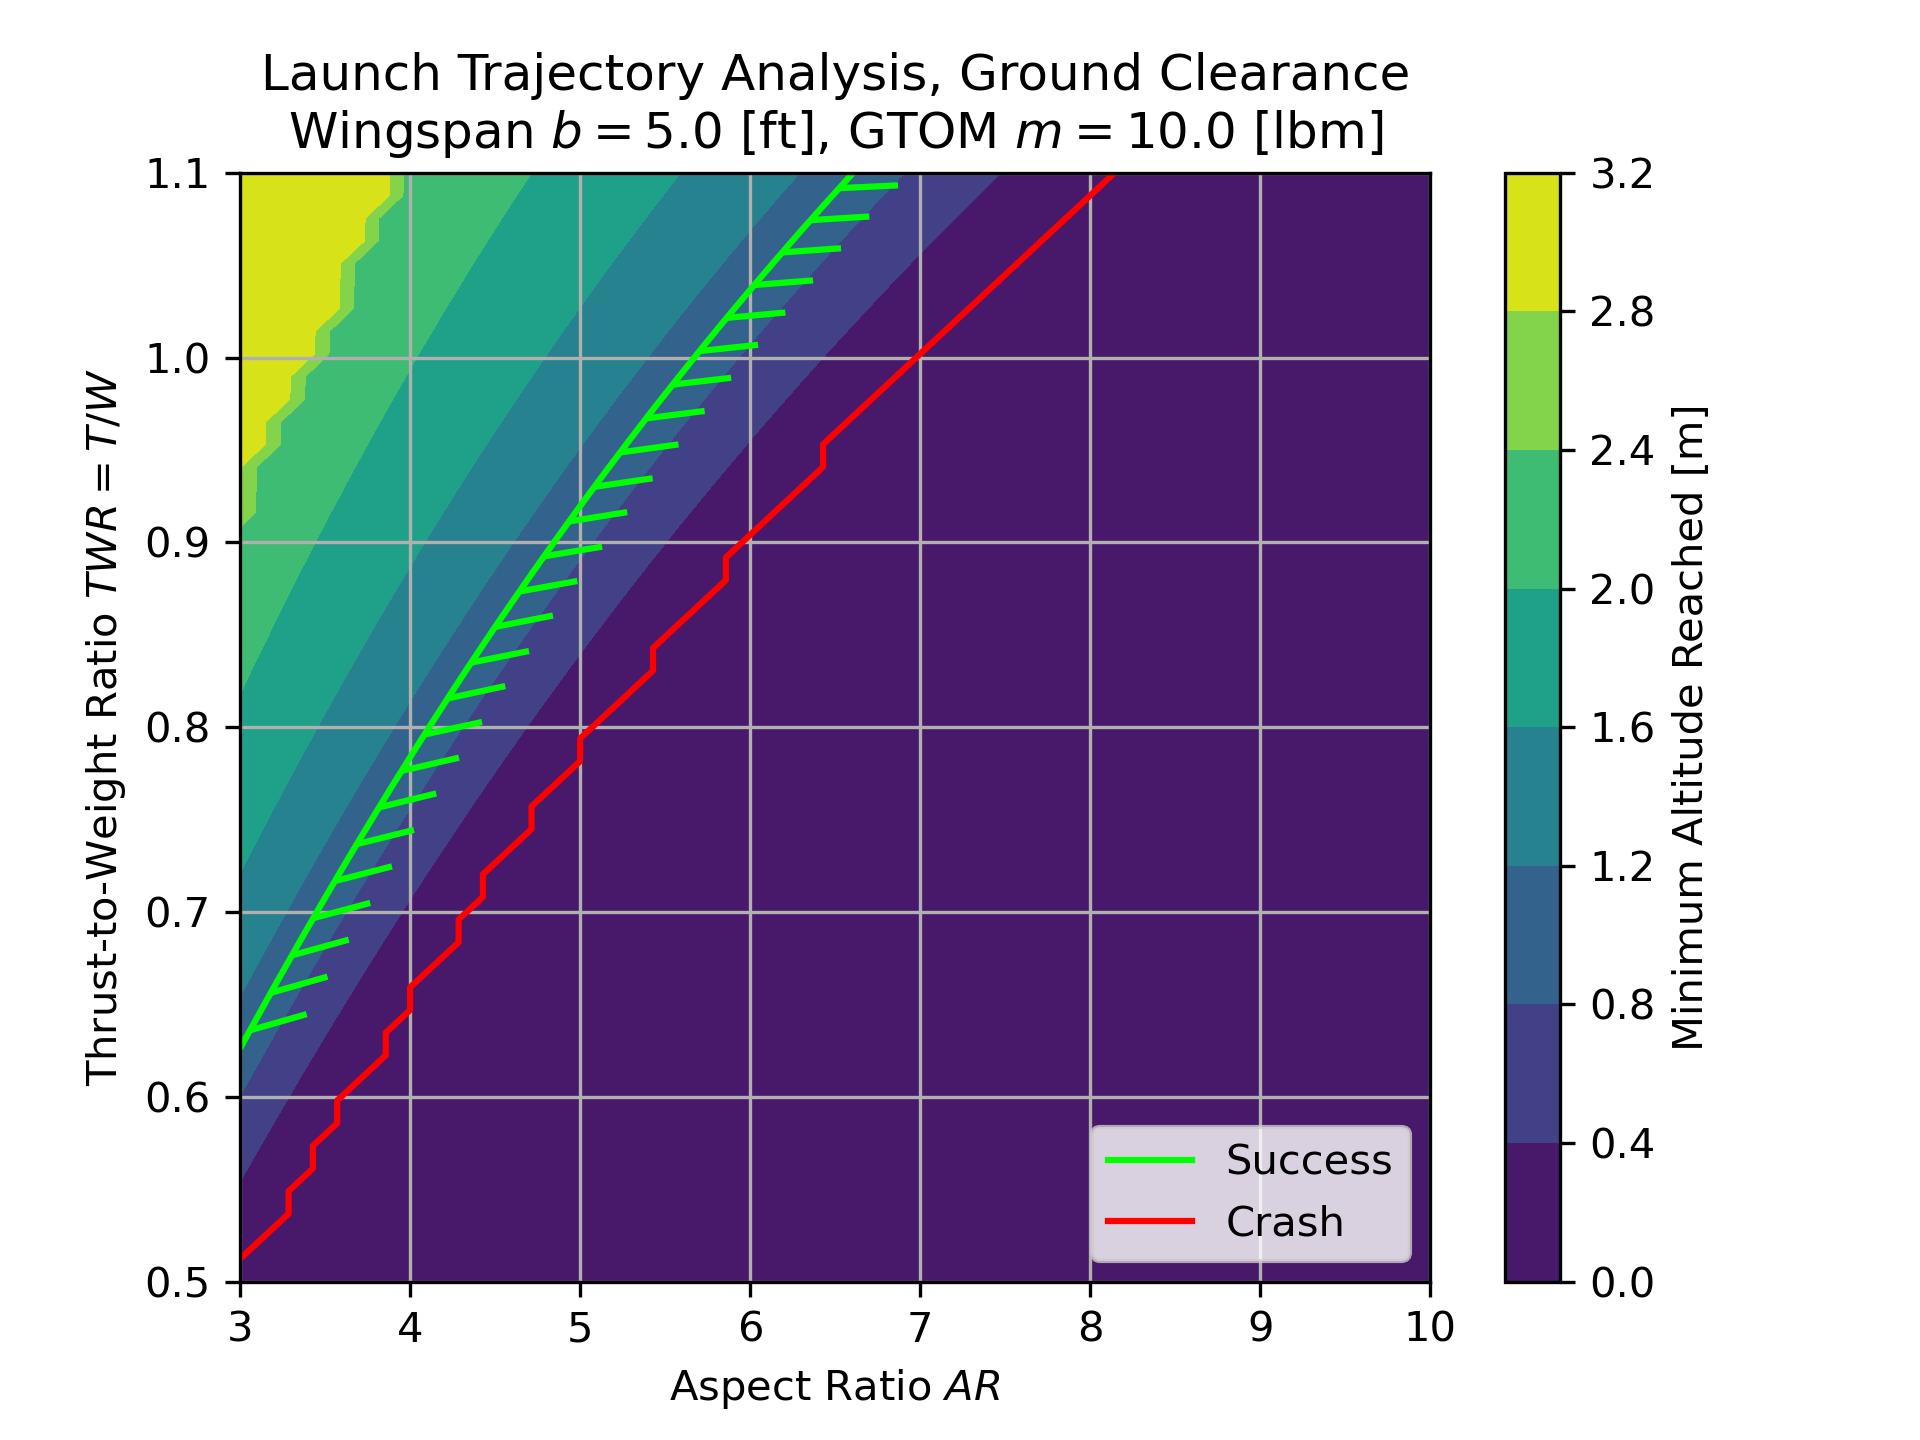 Launch Trajectory Analysis, Ground Clearance
Wingspan b = 5.0 [ft], GTOM m = 10.0 [lbm]
Thrust-to-Weight Ratio TWR = T/W
1.1
1.0
0.9
0.8
0.7
0.6
0.5
3 4 5 6 7 8 9 10
Aspect Ratio AR
Success
Crash
3.2
2.8
2.4
2.0
1.6
1.2
0.8
0.4
0.0
Minimum Altitude Reached [m]